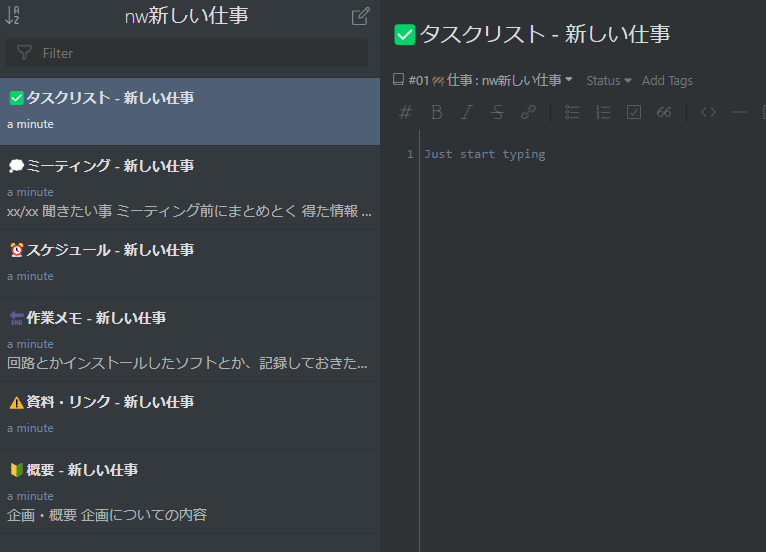 nw新しい仕事
Filter
✅タスクリスト - 新しい仕事
a minute
💭ミーティング - 新しい仕事
a minute
xx/xx 聞きたい事 ミーティング前にまとめとく 得た情報 ...
⏰スケジュール - 新しい仕事
a minute
🔚作業メモ - 新しい仕事
a minute
回路とかインストールしたソフトとか、記録しておきた...
⚠️資料・リンク - 新しい仕事
a minute
🔰概要 - 新しい仕事
a minute
企画・概要 企画についての内容
✅タスクリスト - 新しい仕事
#01🚧仕事 : nw新しい仕事 Status Add Tags
1 Just start typing